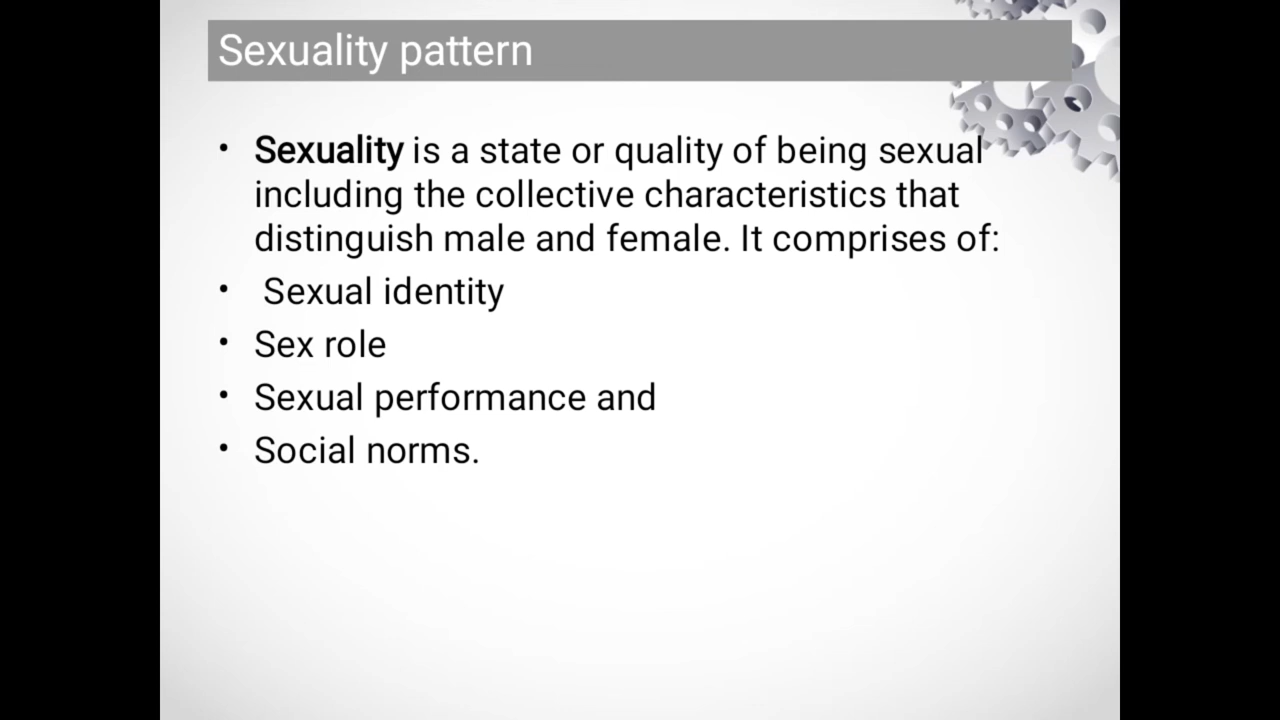 Sexuality pattern
• Sexuality is a state or quality of being sexual
including the collective characteristics that
distinguish male and female. It comprises of:
• Sexual identity
• Sex role
• Sexual performance and
• Social norms.